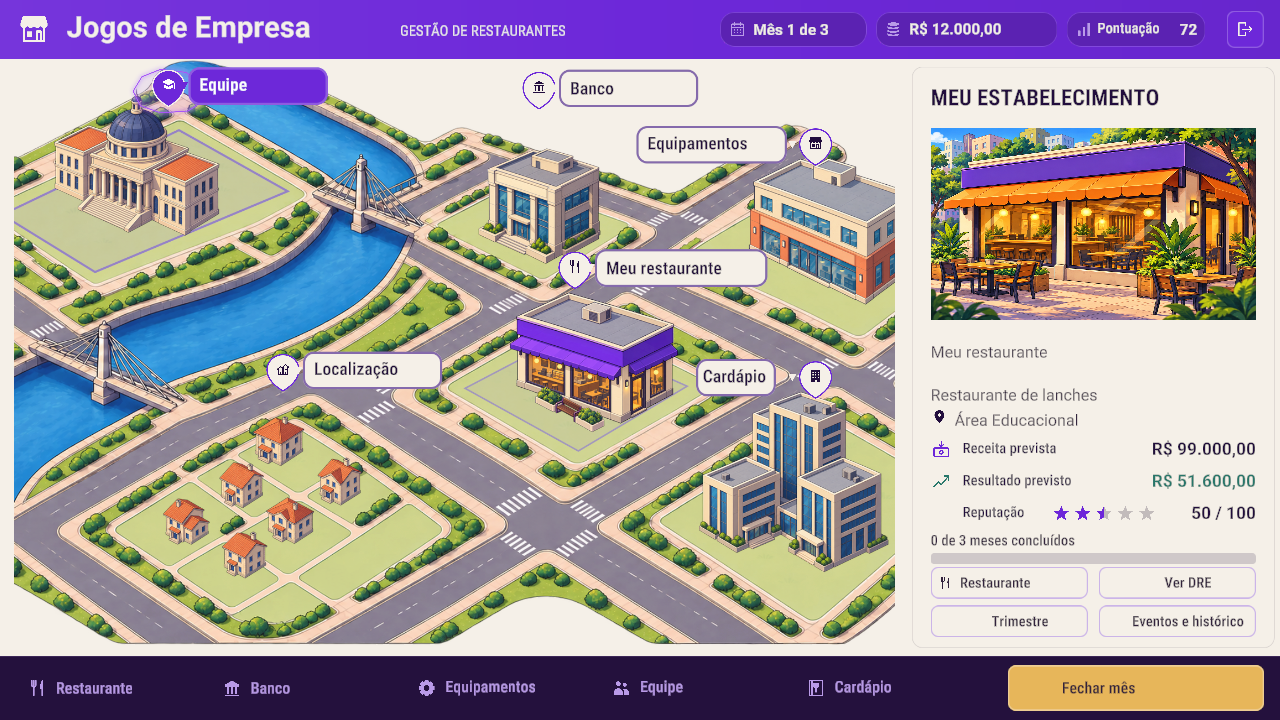 Jogos de Empresa
GESTÃO DE RESTAURANTES
Mês 1 de 3
R$ 12.000,00
Pontuação 72
Equipe
Banco
Equipamentos
Meu restaurante
Localização
Cardápio
MEU ESTABELECIMENTO
Meu restaurante
Restaurante de lanches
Área Educacional
Receita prevista R$ 99.000,00
Resultado previsto R$ 51.600,00
Reputação 50 / 100
0 de 3 meses concluídos
Restaurante
Ver DRE
Trimestre
Eventos e histórico
Restaurante
Banco
Equipamentos
Equipe
Cardápio
Fechar mês